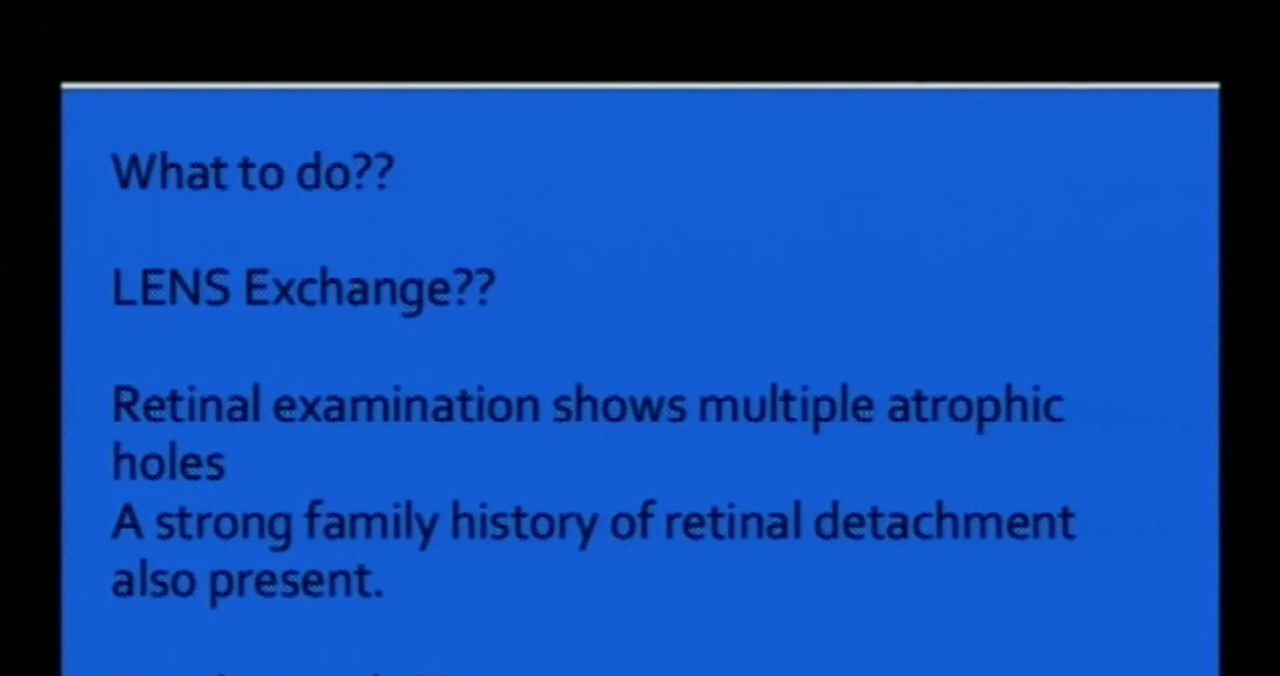 What to do??
LENS Exchange??
Retinal examination shows multiple atrophic
holes
A strong family history of retinal detachment
also present.